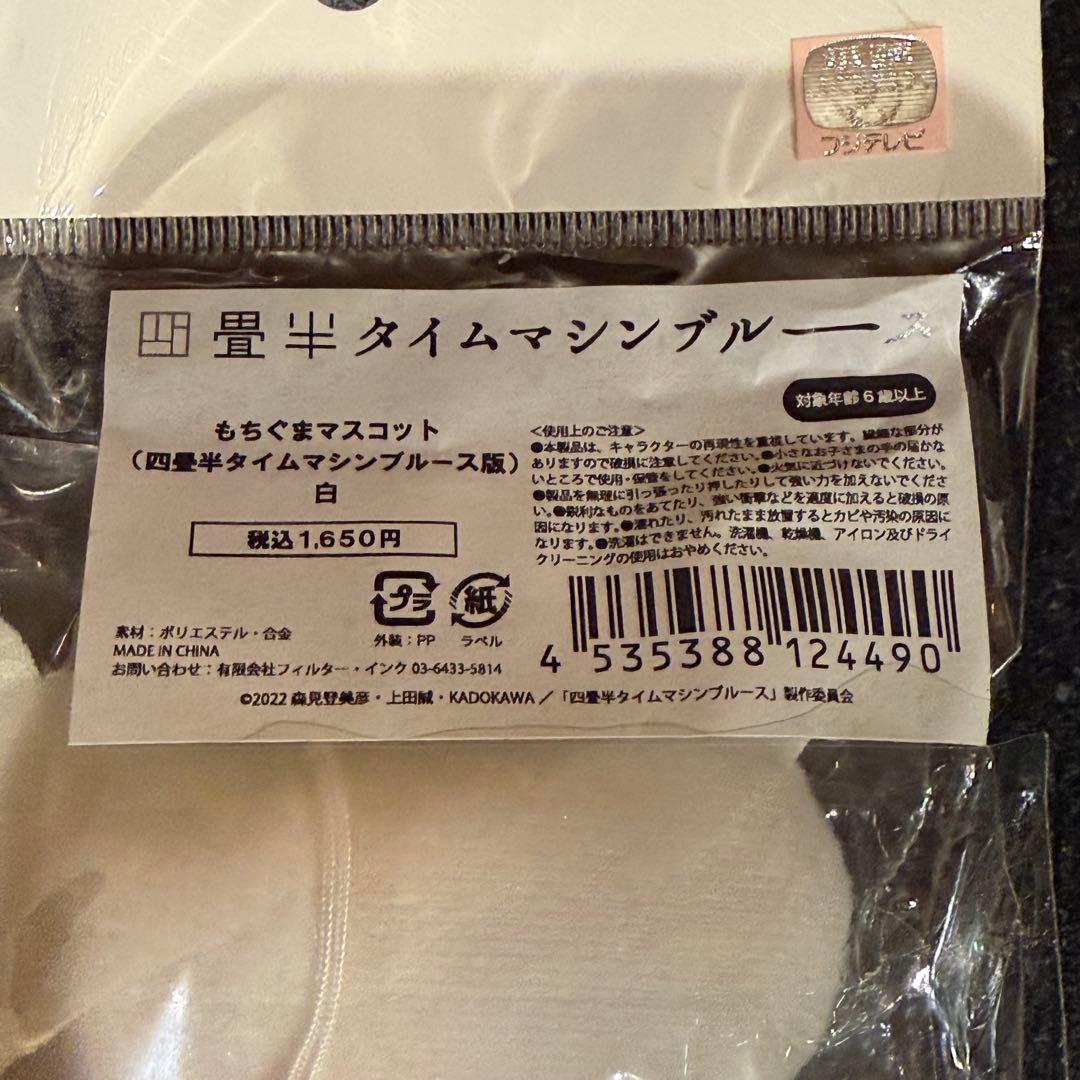 フジテレビ
四畳半タイムマシンブルース
対象年齢6歳以上
もちぐまマスコット
（四畳半タイムマシンブルース版）
白
税込1,650円
プラ
紙
外装：PP
ラベル
素材：ポリエステル・合金
MADE IN CHINA
お問い合わせ：有限会社フィルター・インク 03-6433-5814
<使用上のご注意>
●本製品は、キャラクターの再現性を重視しています。繊細な部分が
ありますので破損に注意してください。●小さなお子さまの手の届かな
いところで使用・保管をしてください。●火気に近づけないでください。
●製品を無理に引っ張ったり押したりして強い力を加えないでくださ
い。●鋭利なものをあてたり、強い衝撃などを過度に加えると破損の原
因になります。●濡れたり、汚れたまま放置するとカビや汚染の原因に
なります。●洗濯はできません。洗濯機、乾燥機、アイロン及びドライ
クリーニングの使用はおやめください。
4 535388 124490
©2022 森見登美彦・上田誠・KADOKAWA／「四畳半タイムマシンブルース」製作委員会